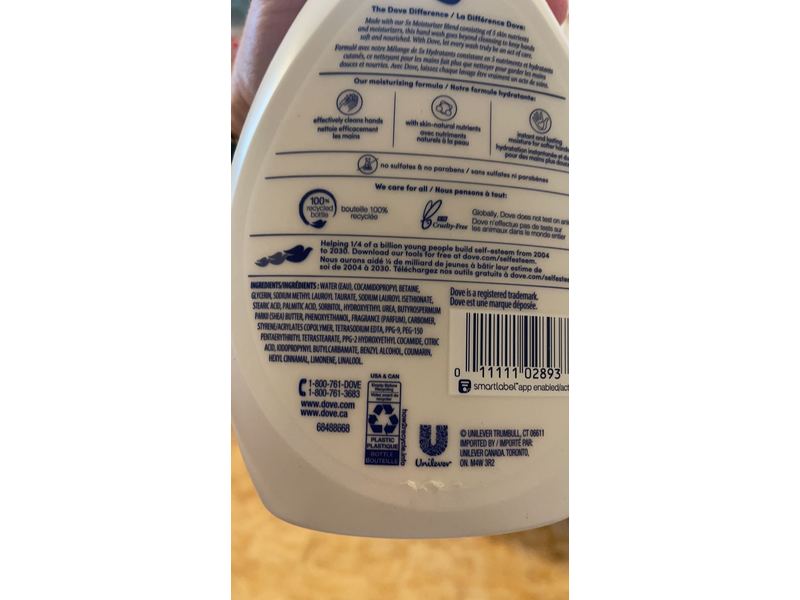 The Dove Difference / La Différence Dove:
Made with our 5x Moisturizer Blend consisting of 5 skin nutrients
and moisturizers, this hand wash goes beyond cleansing to keep hands
soft and nourished. With Dove, let every wash truly be an act of care.
Formulé avec notre Mélange de 5x Hydratants consistant en 5 nutriments et hydratants
cutanés, ce nettoyant pour les mains fait plus que nettoyer pour garder les mains
douces et nourries. Avec Dove, laissez chaque lavage être vraiment un acte de soins.
Our moisturizing formula / Notre formule hydratante:
effectively cleans hands
nettoie efficacement
les mains
with skin-natural nutrients
avec nutriments
naturels à la peau
instant and lasting
moisture for softer hands
hydratation instantanée et du
pour des mains plus douc
no sulfates & no parabens / sans sulfates ni parabènes
We care for all / Nous pensons à tout:
100%
recycled
bottle
bouteille 100%
recyclée
Cruelty-Free
Globally, Dove does not test on ani
Dove n'effectue pas de tests sur
les animaux dans le monde entier
Helping 1/4 of a billion young people build self-esteem from 2004
to 2030. Download our tools for free at dove.com/selfesteem.
Nous aurons aidé ¼ de milliard de jeunes à bâtir leur estime de
soi de 2004 à 2030. Téléchargez nos outils gratuits à dove.com/selfestee
INGREDIENTS/INGRÉDIENTS: WATER (EAU), COCAMIDOPROPYL BETAINE,
GLYCERIN, SODIUM METHYL LAUROYL TAURATE, SODIUM LAUROYL ISETHIONATE,
STEARIC ACID, PALMITIC ACID, SORBITOL, HYDROXYETHYL UREA, BUTYROSPERMUM
PARKII (SHEA) BUTTER, PHENOXYETHANOL, FRAGRANCE (PARFUM), CARBOMER,
STYRENE/ACRYLATES COPOLYMER, TETRASODIUM EDTA, PPG-9, PEG-150
PENTAERYTHRITYL TETRASTEARATE, PPG-2 HYDROXYETHYL COCAMIDE, CITRIC
ACID, IODOPROPYNYL BUTYLCARBAMATE, BENZYL ALCOHOL, COUMARIN,
HEXYL CINNAMAL, LIMONENE, LINALOOL.
Dove is a registered trademark.
Dove est une marque déposée.
0 11111 02893
smartlabel™ app enabled/act
1-800-761-DOVE
1-800-761-3683
www.dove.com
www.dove.ca
68488668
USA & CAN
Empty Before
Recycling
Vider avant de
recycler
PLASTIC
PLASTIQUE
BOTTLE
BOUTEILLE
how2recycle.info
Unilever
© UNILEVER TRUMBULL, CT 06611
IMPORTED BY / IMPORTÉ PAR:
UNILEVER CANADA TORONTO,
ON. M4W 3R2